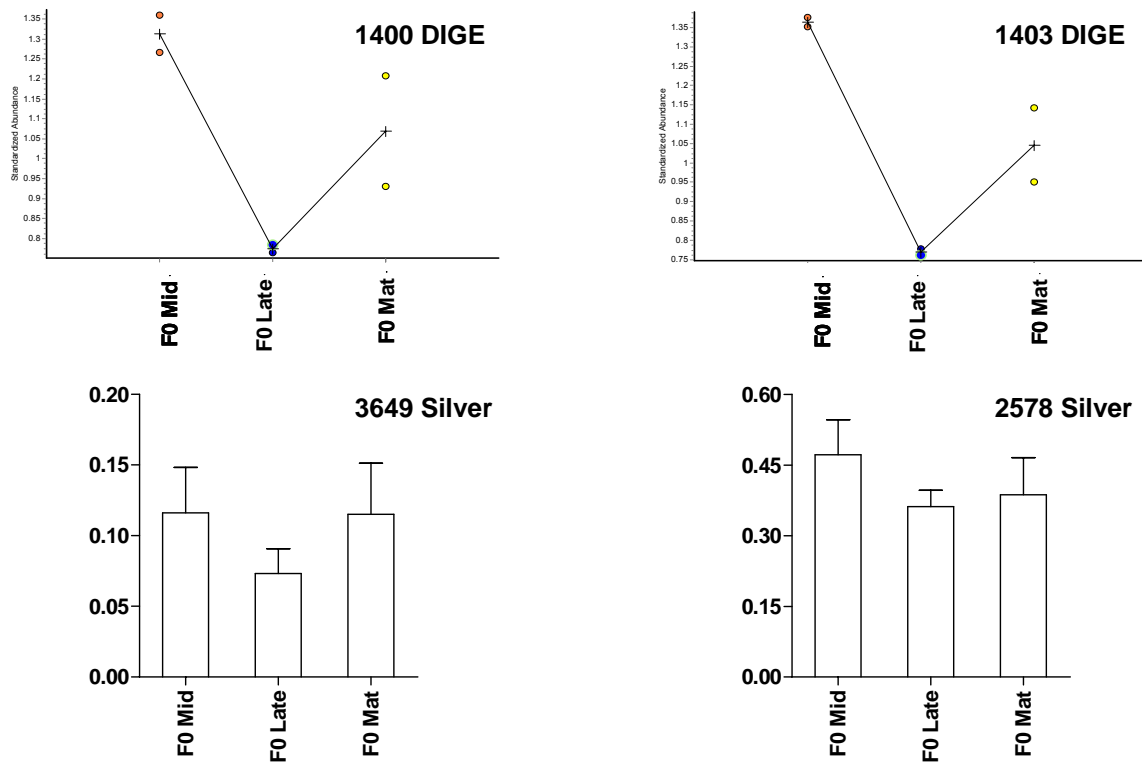 1400 DIGE
Standardized Abundance
1.35
1.3
1.25
1.2
1.15
1.1
1.05
1
0.95
0.9
0.85
0.8
F0 Mid
F0 Late
F0 Mat
1403 DIGE
Standardized Abundance
1.35
1.3
1.25
1.2
1.15
1.1
1.05
1
0.95
0.9
0.85
0.8
0.75
F0 Mid
F0 Late
F0 Mat
3649 Silver
0.20
0.15
0.10
0.05
0.00
F0 Mid
F0 Late
F0 Mat
2578 Silver
0.60
0.45
0.30
0.15
0.00
F0 Mid
F0 Late
F0 Mat